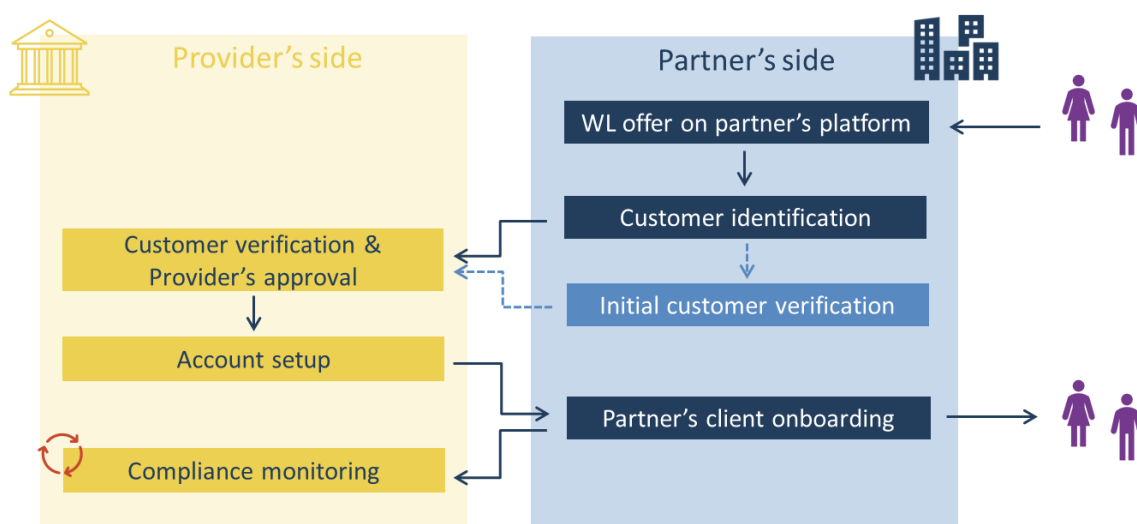 Provider's side
Partner's side
WL offer on partner's platform
Customer identification
Customer verification &
Provider's approval
Initial customer verification
Account setup
Partner's client onboarding
Compliance monitoring